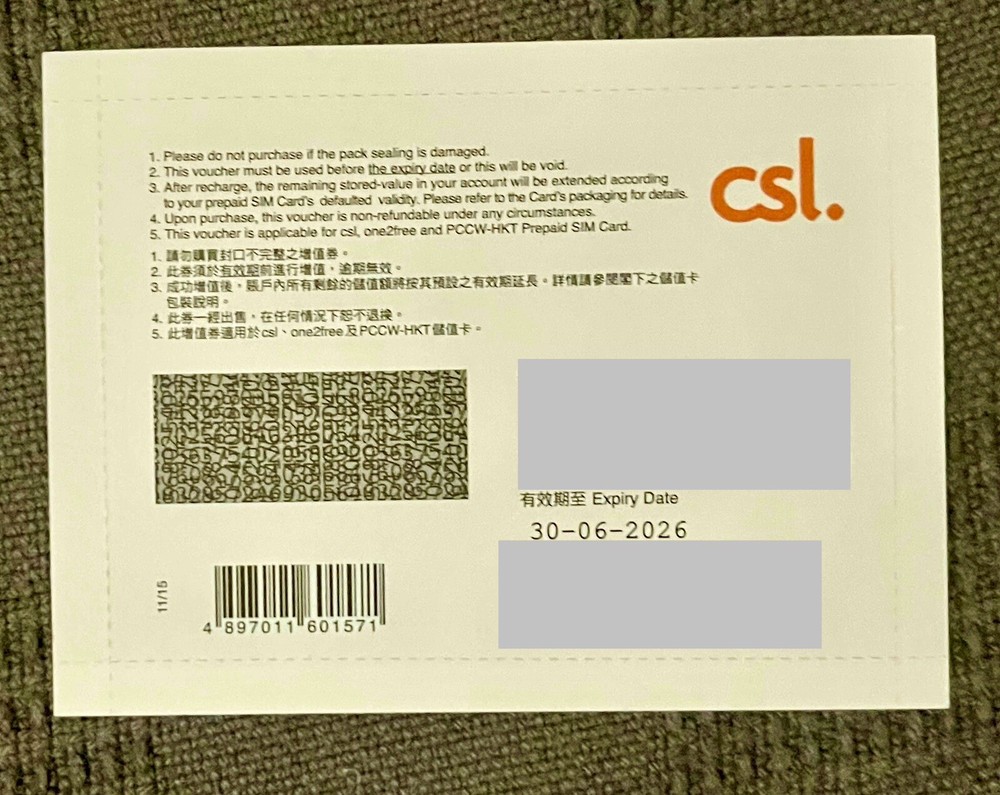 1. Please do not purchase if the pack sealing is damaged.
2. This voucher must be used before the expiry date or this will be void.
3. After recharge, the remaining stored-value in your account will be extended according
to your prepaid SIM Card's defaulted validity. Please refer to the Card's packaging for details.
4. Upon purchase, this voucher is non-refundable under any circumstances.
5. This voucher is applicable for csl, one2free and PCCW-HKT Prepaid SIM Card.
csl.
1. 請勿購買封口不完整之增值券。
2. 此券須於有效期前進行增值，逾期無效。
3. 成功增值後，賬戶內所有剩餘的儲值額將按其預設之有效期延長。詳情請參閱閣下之儲值卡
包裝說明。
4. 此券一經出售，在任何情況下恕不退換。
5. 此增值券適用於csl、one2free及PCCW-HKT儲值卡。
有效期至 Expiry Date
30-06-2026
11/15
4 897011 601571